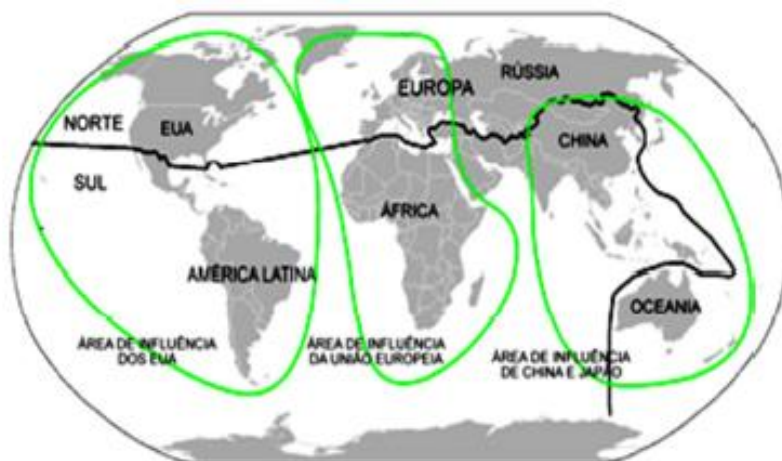 RÚSSIA
EUROPA
NORTE
EUA
CHINA
SUL
ÁFRICA
AMÉRICA LATINA
OCEANIA
ÁREA DE INFLUÊNCIA
DOS EUA
ÁREA DE INFLUÊNCIA
DA UNIÃO EUROPEIA
ÁREA DE INFLUÊNCIA
DE CHINA E JAPÃO